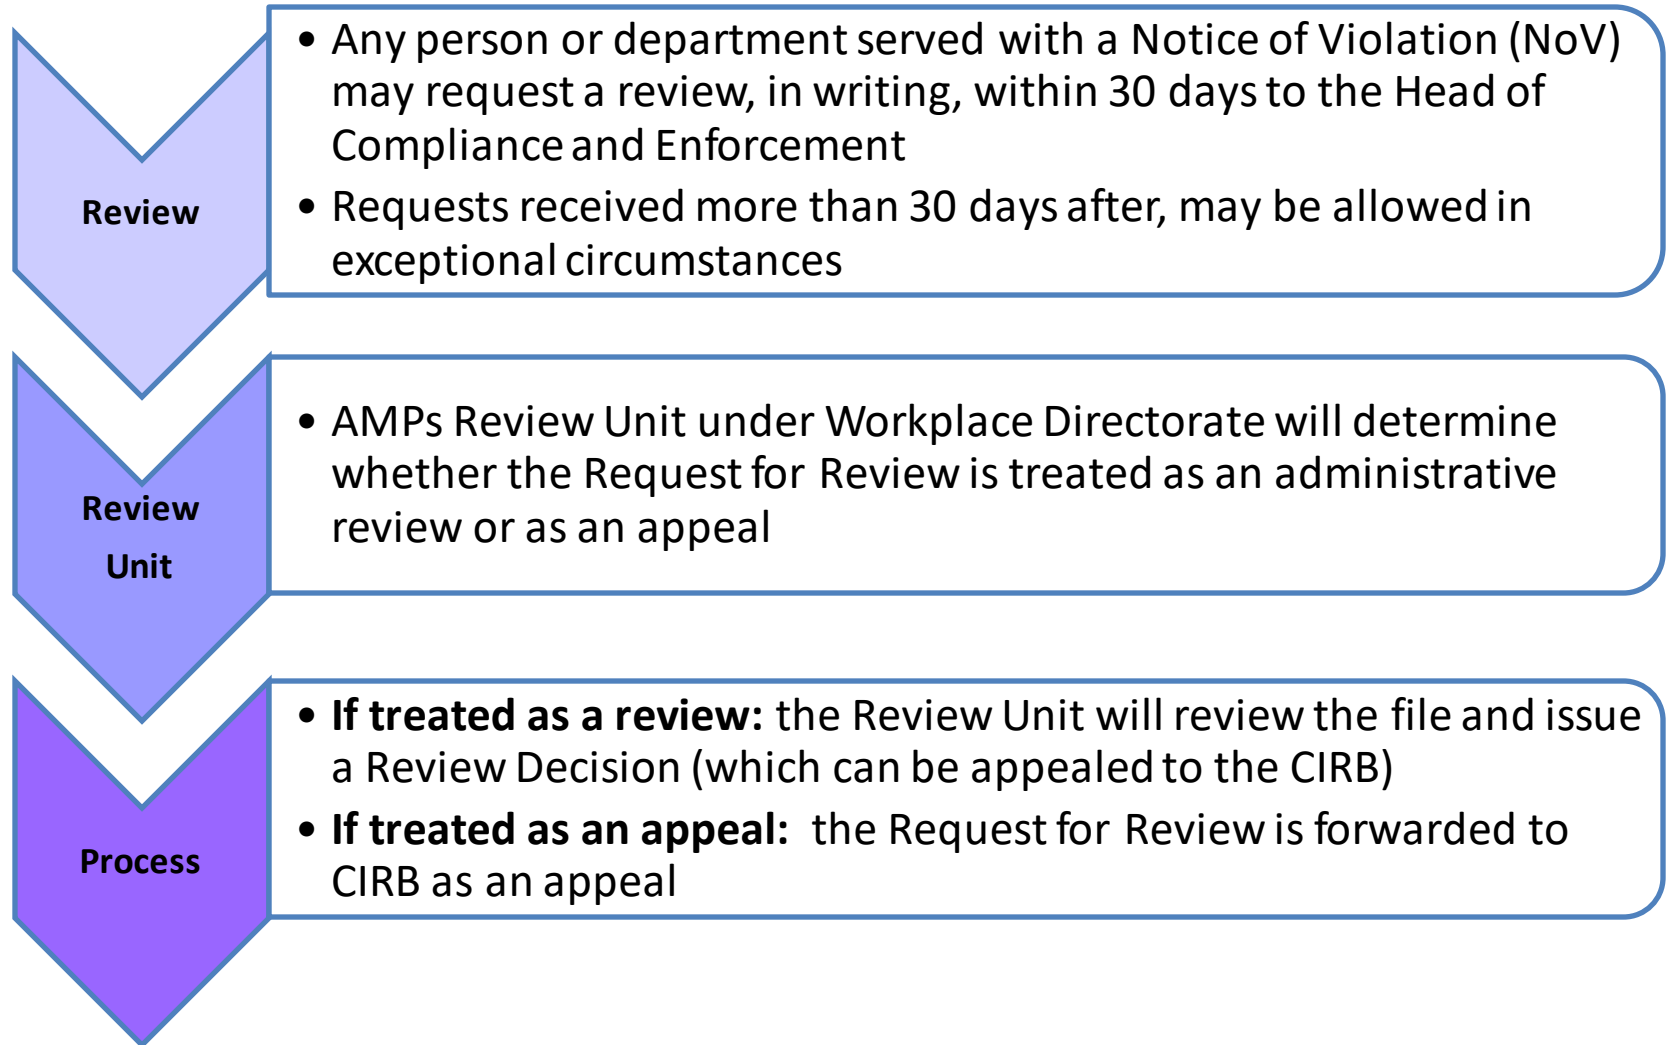 Review
• Any person or department served with a Notice of Violation (NoV)
may request a review, in writing, within 30 days to the Head of
Compliance and Enforcement
• Requests received more than 30 days after, may be allowed in
exceptional circumstances
Review
Unit
• AMPs Review Unit under Workplace Directorate will determine
whether the Request for Review is treated as an administrative
review or as an appeal
Process
• If treated as a review: the Review Unit will review the file and issue
a Review Decision (which can be appealed to the CIRB)
• If treated as an appeal: the Request for Review is forwarded to
CIRB as an appeal